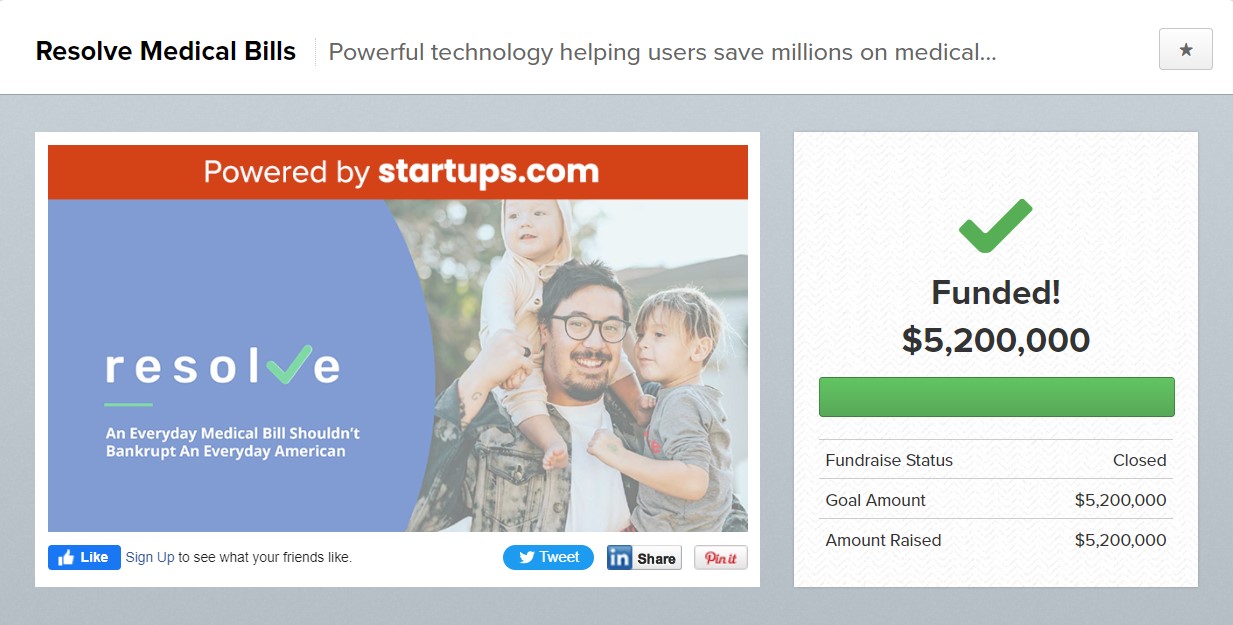 Resolve Medical Bills
Powerful technology helping users save millions on medical...
Powered by startups.com
resolve
An Everyday Medical Bill Shouldn't
Bankrupt An Everyday American
Like
Sign Up to see what your friends like.
Tweet
in Share
Pin it
Funded!
$5,200,000
Fundraise Status Closed
Goal Amount $5,200,000
Amount Raised $5,200,000